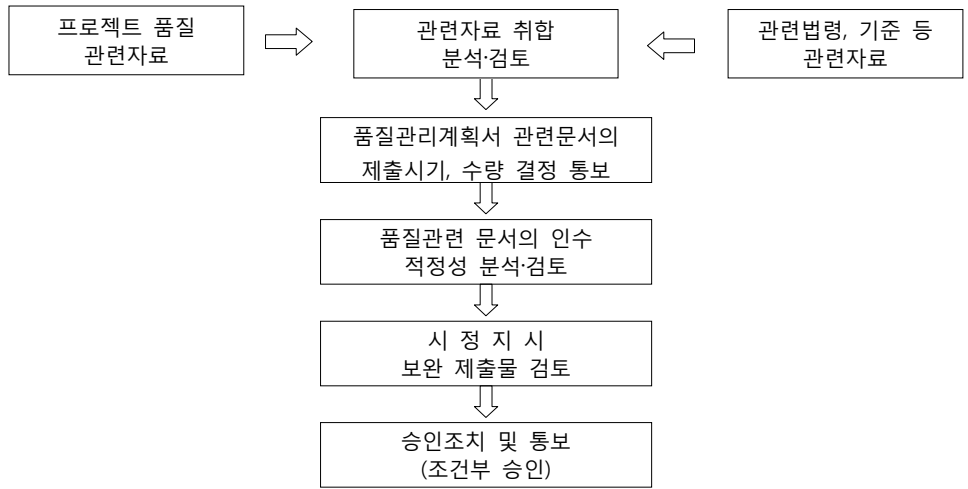 프로젝트 품질
관련자료
관련자료 취합
분석·검토
관련법령, 기준 등
관련자료
품질관리계획서 관련문서의
제출시기, 수량 결정 통보
품질관련 문서의 인수
적정성 분석·검토
시 정 지 시
보완 제출물 검토
승인조치 및 통보
(조건부 승인)